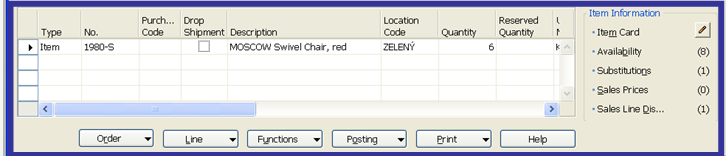 Type No. Purch... Code Drop Shipment Description Location Code Quantity Reserved Quantity
Item 1980-S MOSCOW Swivel Chair, red ZELENÝ 6
Order Line Functions Posting Print Help
Item Information
Item Card
Availability (8)
Substitutions (1)
Sales Prices (0)
Sales Line Dis... (1)